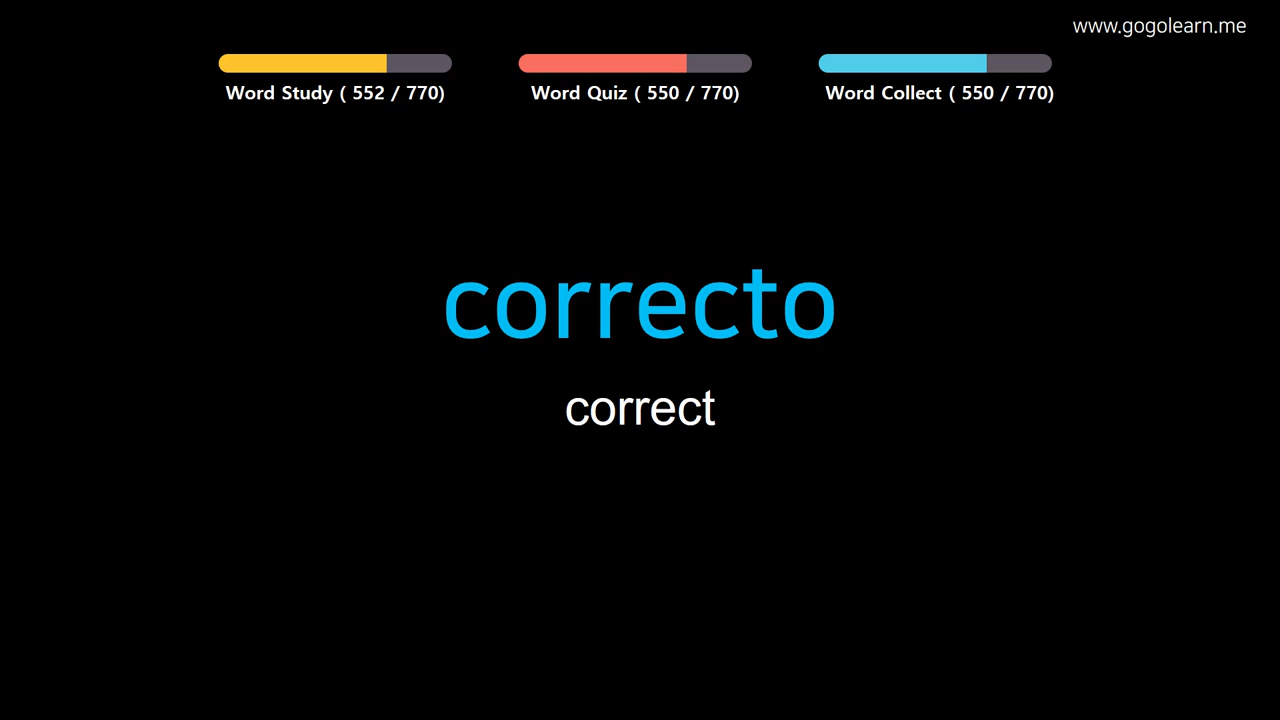 www.gogolearn.me
Word Study ( 552 / 770)
Word Quiz ( 550 / 770)
Word Collect ( 550 / 770)
correcto
correct